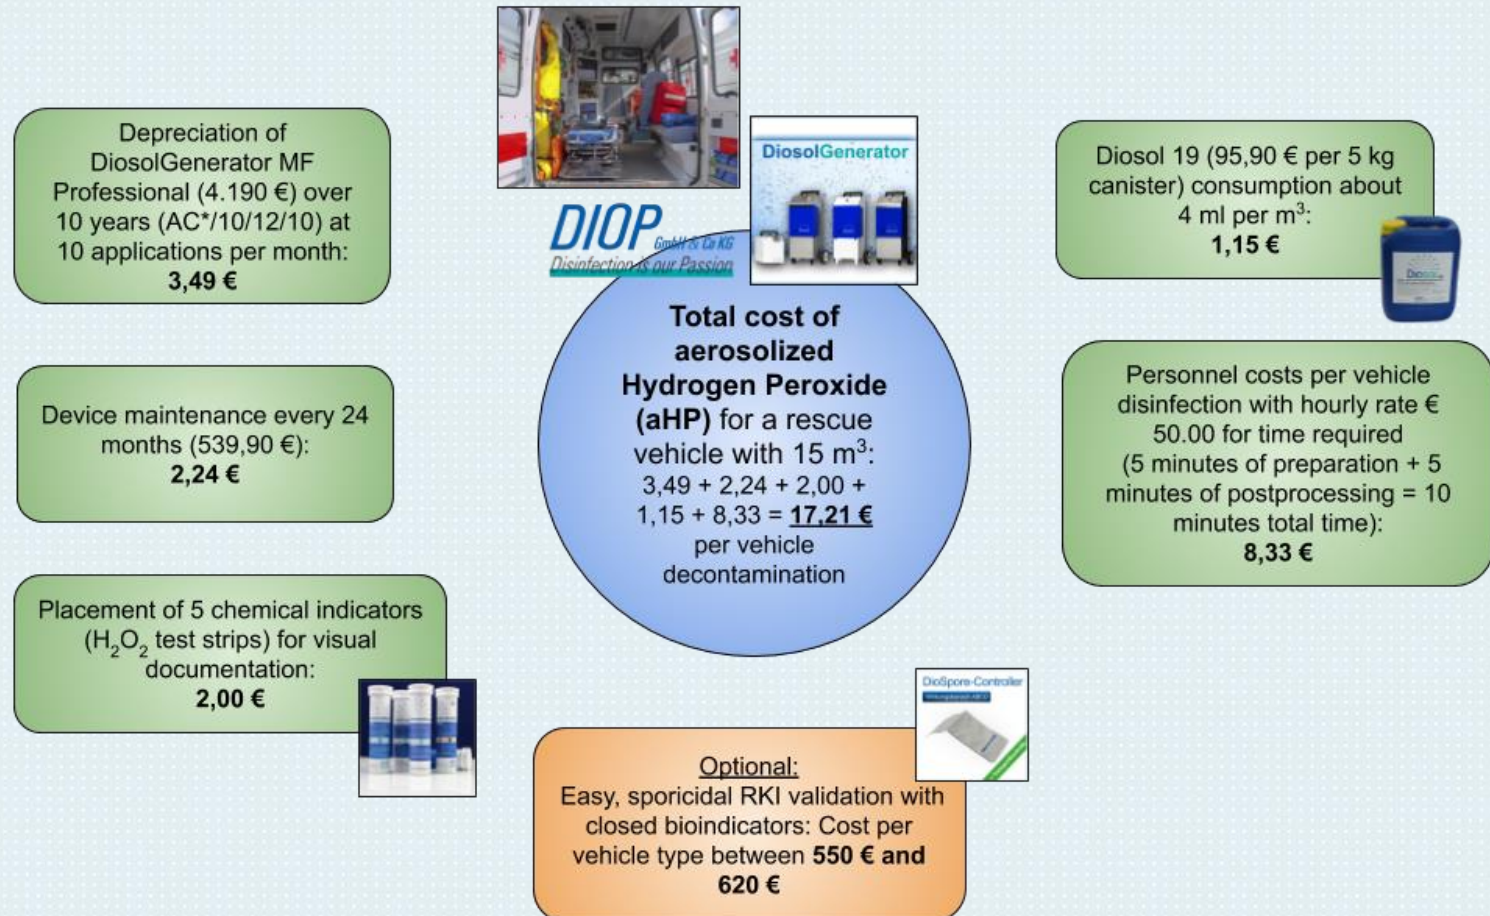 Depreciation of
DiosolGenerator MF
Professional (4.190 €) over
10 years (AC*/10/12/10) at
10 applications per month:
3,49 €
Device maintenance every 24
months (539,90 €):
2,24 €
Placement of 5 chemical indicators
(H₂O₂ test strips) for visual
documentation:
2,00 €
DiosolGenerator
DIOP
GmbH & Co KG
Disinfection is our Passion
Total cost of
aerosolized
Hydrogen Peroxide
(aHP) for a rescue
vehicle with 15 m³:
3,49 + 2,24 + 2,00 +
1,15 + 8,33 = 17,21 €
per vehicle
decontamination
Diosol 19 (95,90 € per 5 kg
canister) consumption about
4 ml per m³:
1,15 €
Diosol
Personnel costs per vehicle
disinfection with hourly rate €
50.00 for time required
(5 minutes of preparation + 5
minutes of postprocessing = 10
minutes total time):
8,33 €
DioSpore-Controller
Optional:
Easy, sporicidal RKI validation with
closed bioindicators: Cost per
vehicle type between 550 € and
620 €